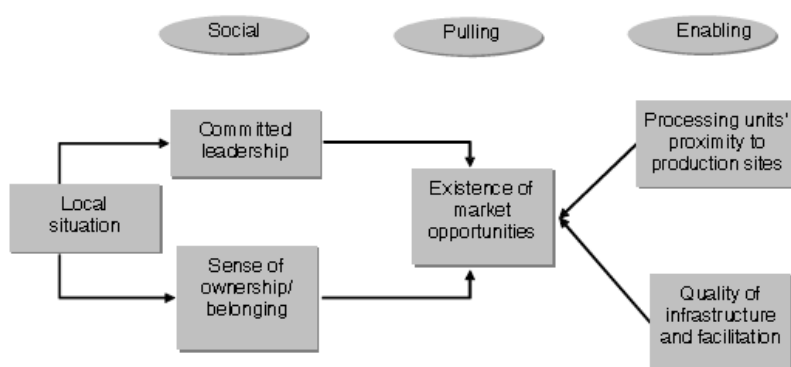 Social
Pulling
Enabling
Committed
leadership
Processing units'
proximity to
production sites
Local
situation
Existence of
market
opportunities
Sense of
ownership/
belonging
Quality of
infrastructure
and facilitation